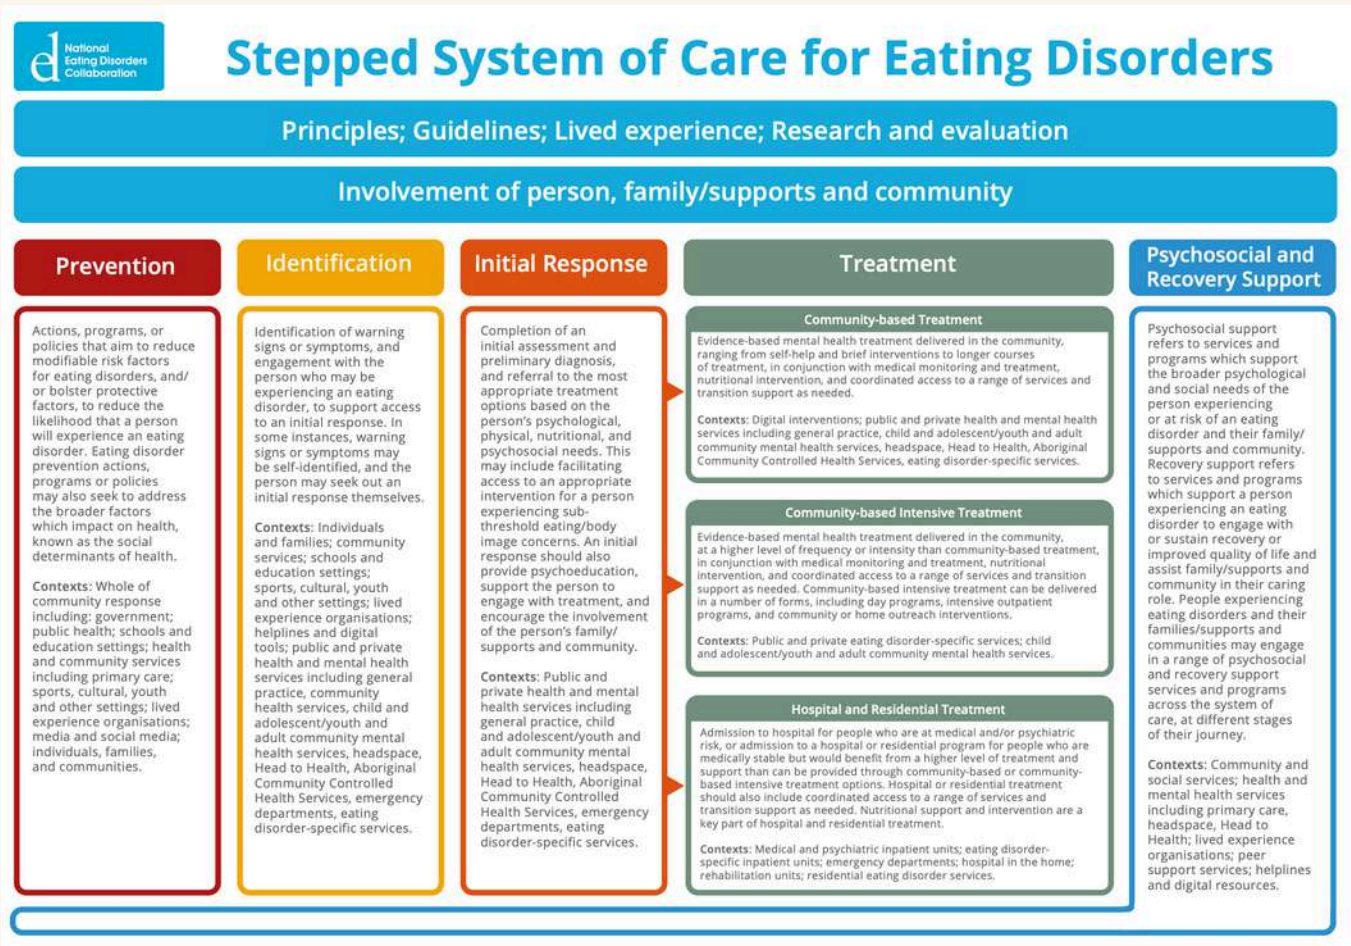 National
Eating Disorders
Collaboration
Stepped System of Care for Eating Disorders
Principles; Guidelines; Lived experience; Research and evaluation
Involvement of person, family/supports and community
Prevention
Actions, programs, or
policies that aim to reduce
modifiable risk factors
for eating disorders, and/
or bolster protective
factors, to reduce the
likelihood that a person
will experience an eating
disorder. Eating disorder
prevention actions,
programs or policies
may also seek to address
the broader factors
which impact on health,
known as the social
determinants of health.
Contexts: Whole of
community response
including: government;
public health; schools and
education settings; health
and community services
including primary care;
sports, cultural, youth
and other settings; lived
experience organisations;
media and social media;
individuals, families,
and communities.
Identification
Identification of warning
signs or symptoms, and
engagement with the
person who may be
experiencing an eating
disorder, to support access
to an initial response. In
some instances, warning
signs or symptoms may
be self-identified, and the
person may seek out an
initial response themselves.
Contexts: Individuals
and families; community
services; schools and
education settings;
sports, cultural, youth
and other settings; lived
experience organisations;
helplines and digital
tools; public and private
health and mental health
services including general
practice, community
health services, child and
adolescent/youth and
adult community mental
health services, headspace,
Head to Health, Aboriginal
Community Controlled
Health Services, emergency
departments, eating
disorder-specific services.
Initial Response
Completion of an
initial assessment and
preliminary diagnosis,
and referral to the most
appropriate treatment
options based on the
person's psychological,
physical, nutritional, and
psychosocial needs. This
may include facilitating
access to an appropriate
intervention for a person
experiencing sub-
threshold eating/body
image concerns. An initial
response should also
provide psychoeducation,
support the person to
engage with treatment, and
encourage the involvement
of the person's family/
supports and community.
Contexts: Public and
private health and mental
health services including
general practice, child
and adolescent/youth and
adult community mental
health services, headspace,
Head to Health, Aboriginal
Community Controlled
Health Services, emergency
departments, eating
disorder-specific services.
Treatment
Community-based Treatment
Evidence-based mental health treatment delivered in the community,
ranging from self-help and brief interventions to longer courses
of treatment, in conjunction with medical monitoring and treatment,
nutritional intervention, and coordinated access to a range of services and
transition support as needed.
Contexts: Digital interventions; public and private health and mental health
services including general practice, child and adolescent/youth and adult
community mental health services, headspace, Head to Health, Aboriginal
Community Controlled Health Services, eating disorder-specific services.
Community-based Intensive Treatment
Evidence-based mental health treatment delivered in the community,
at a higher level of frequency or intensity than community-based treatment,
in conjunction with medical monitoring and treatment, nutritional
intervention, and coordinated access to a range of services and transition
support as needed. Community-based intensive treatment can be delivered
in a number of forms, including day programs, intensive outpatient
programs, and community or home outreach interventions.
Contexts: Public and private eating disorder-specific services; child
and adolescent/youth and adult community mental health services.
Hospital and Residential Treatment
Admission to hospital for people who are at medical and/or psychiatric
risk, or admission to a hospital or residential program for people who are
medically stable but would benefit from a higher level of treatment and
support than can be provided through community-based or community-
based intensive treatment options. Hospital or residential treatment
should also include coordinated access to a range of services and
transition support as needed. Nutritional support and intervention are a
key part of hospital and residential treatment.
Contexts: Medical and psychiatric inpatient units; eating disorder-
specific inpatient units; emergency departments; hospital in the home;
rehabilitation units; residential eating disorder services.
Psychosocial and
Recovery Support
Psychosocial support
refers to services and
programs which support
the broader psychological
and social needs of the
person experiencing
or at risk of an eating
disorder and their family/
supports and community.
Recovery support refers
to services and programs
which support a person
experiencing an eating
disorder to engage with
or sustain recovery or
improved quality of life and
assist family/supports and
community in their caring
role. People experiencing
eating disorders and their
families/supports and
communities may engage
in a range of psychosocial
and recovery support
services and programs
across the system of
care, at different stages
of their journey.
Contexts: Community and
social services; health and
mental health services
including primary care,
headspace, Head to
Health; lived experience
organisations; peer
support services; helplines
and digital resources.